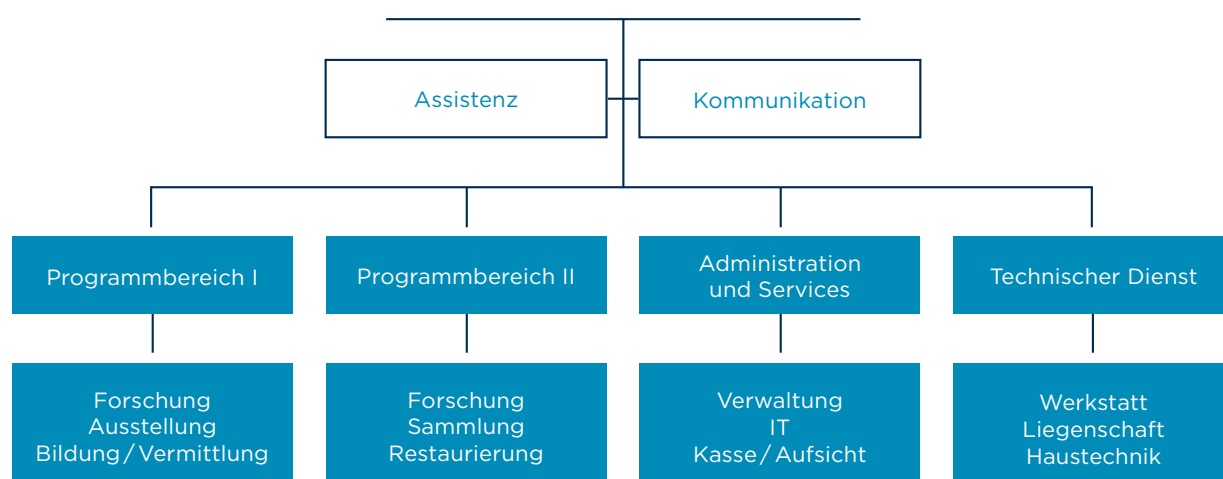 Assistenz
Kommunikation
Programmbereich I
Programmbereich II
Administration
und Services
Technischer Dienst
Forschung
Ausstellung
Bildung / Vermittlung
Forschung
Sammlung
Restaurierung
Verwaltung
IT
Kasse / Aufsicht
Werkstatt
Liegenschaft
Haustechnik